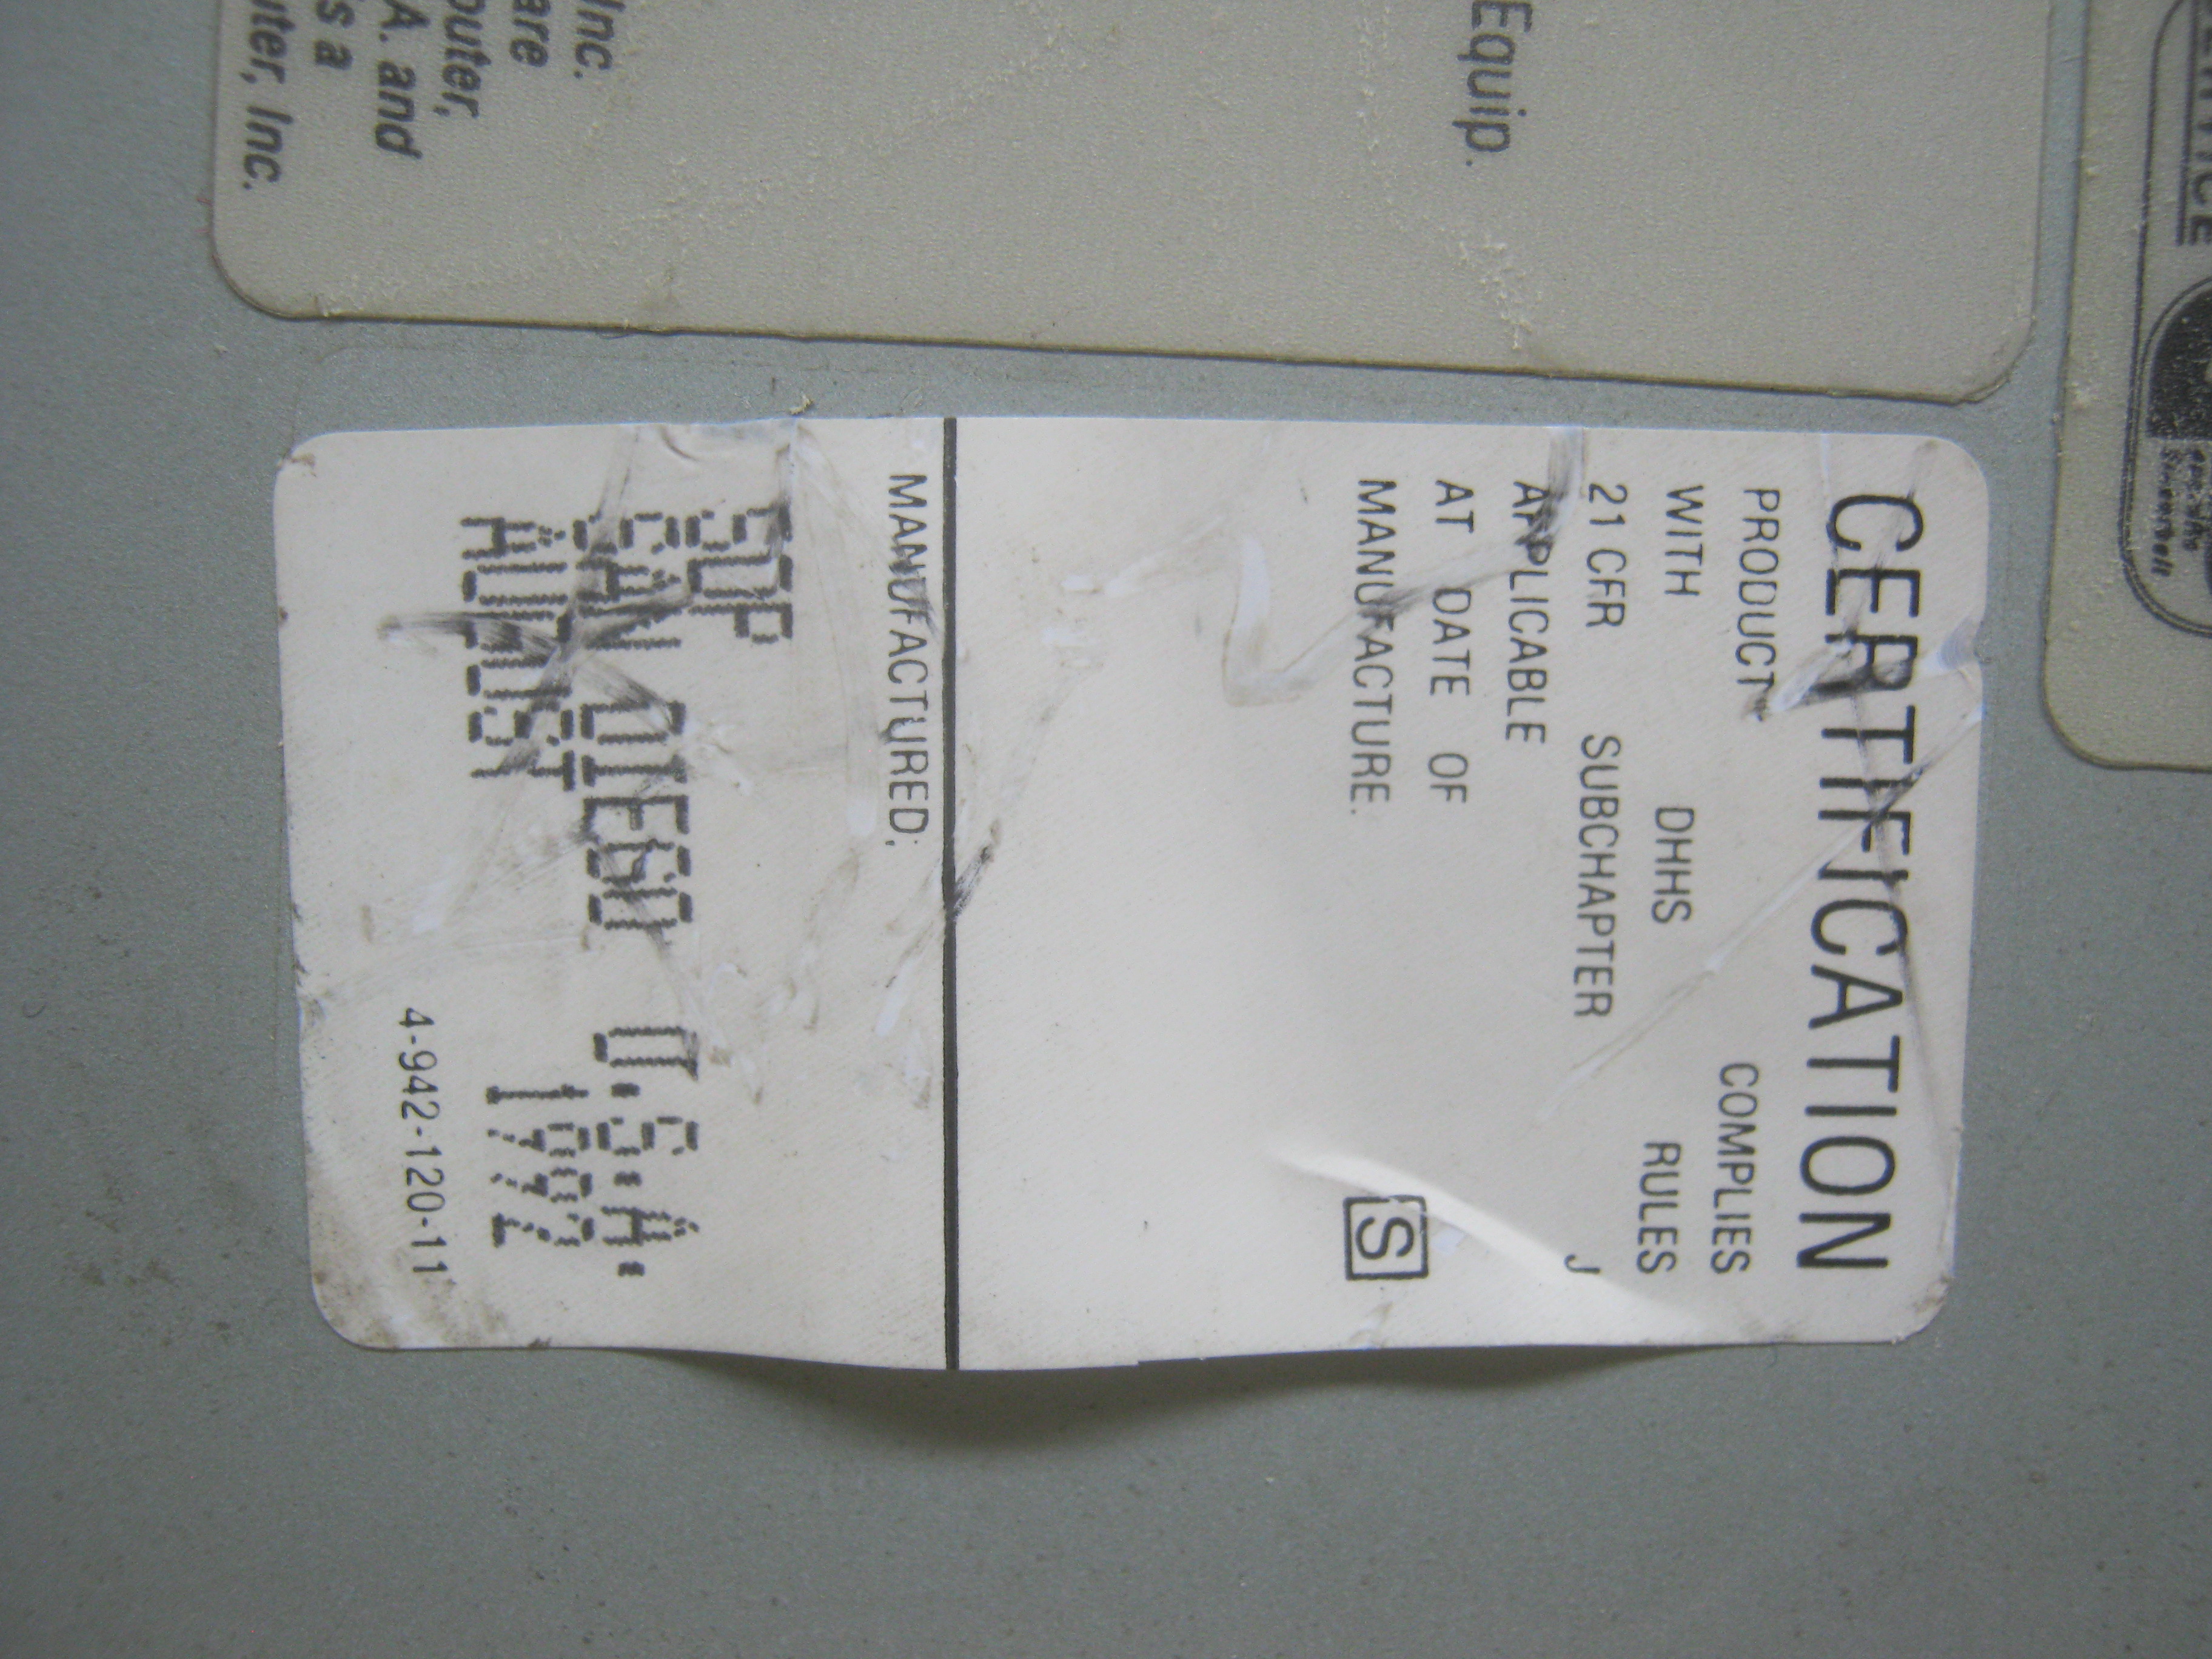 Inc.
are
outer,
A. and
s a
uter, Inc.
Equip.
CERTIFICATION
PRODUCT COMPLIES
WITH DHHS RULES
21 CFR SUBCHAPTER J
APPLICABLE
AT DATE OF
MANUFACTURE.
S
MANUFACTURED:
SDP
SAN DIEGO U.S.A.
AUGUST 1992
4-942-120-11